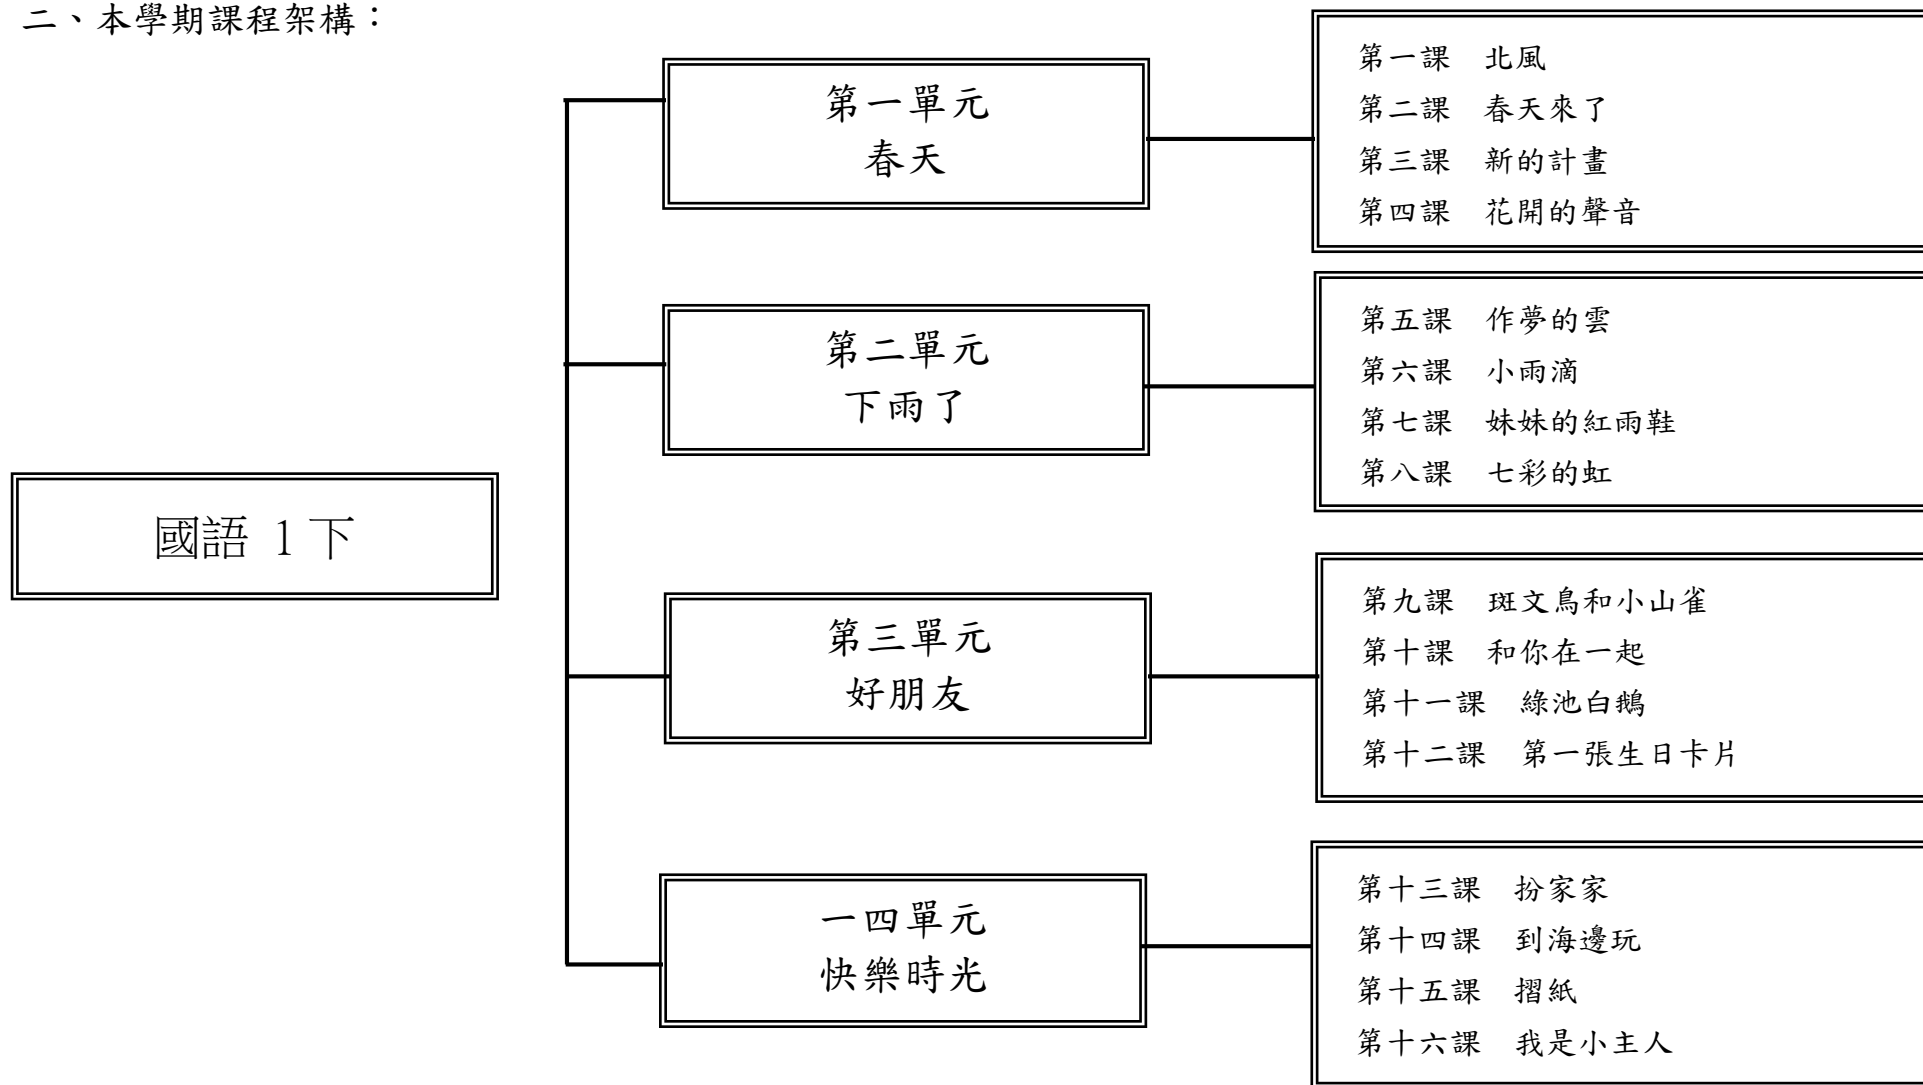 二、本學期課程架構：
國語 1下
第一單元
春天
第一課　北風
第二課　春天來了
第三課　新的計畫
第四課　花開的聲音
第二單元
下雨了
第五課　作夢的雲
第六課　小雨滴
第七課　妹妹的紅雨鞋
第八課　七彩的虹
第三單元
好朋友
第九課　斑文鳥和小山雀
第十課　和你在一起
第十一課　綠池白鵝
第十二課　第一張生日卡片
一四單元
快樂時光
第十三課　扮家家
第十四課　到海邊玩
第十五課　摺紙
第十六課　我是小主人